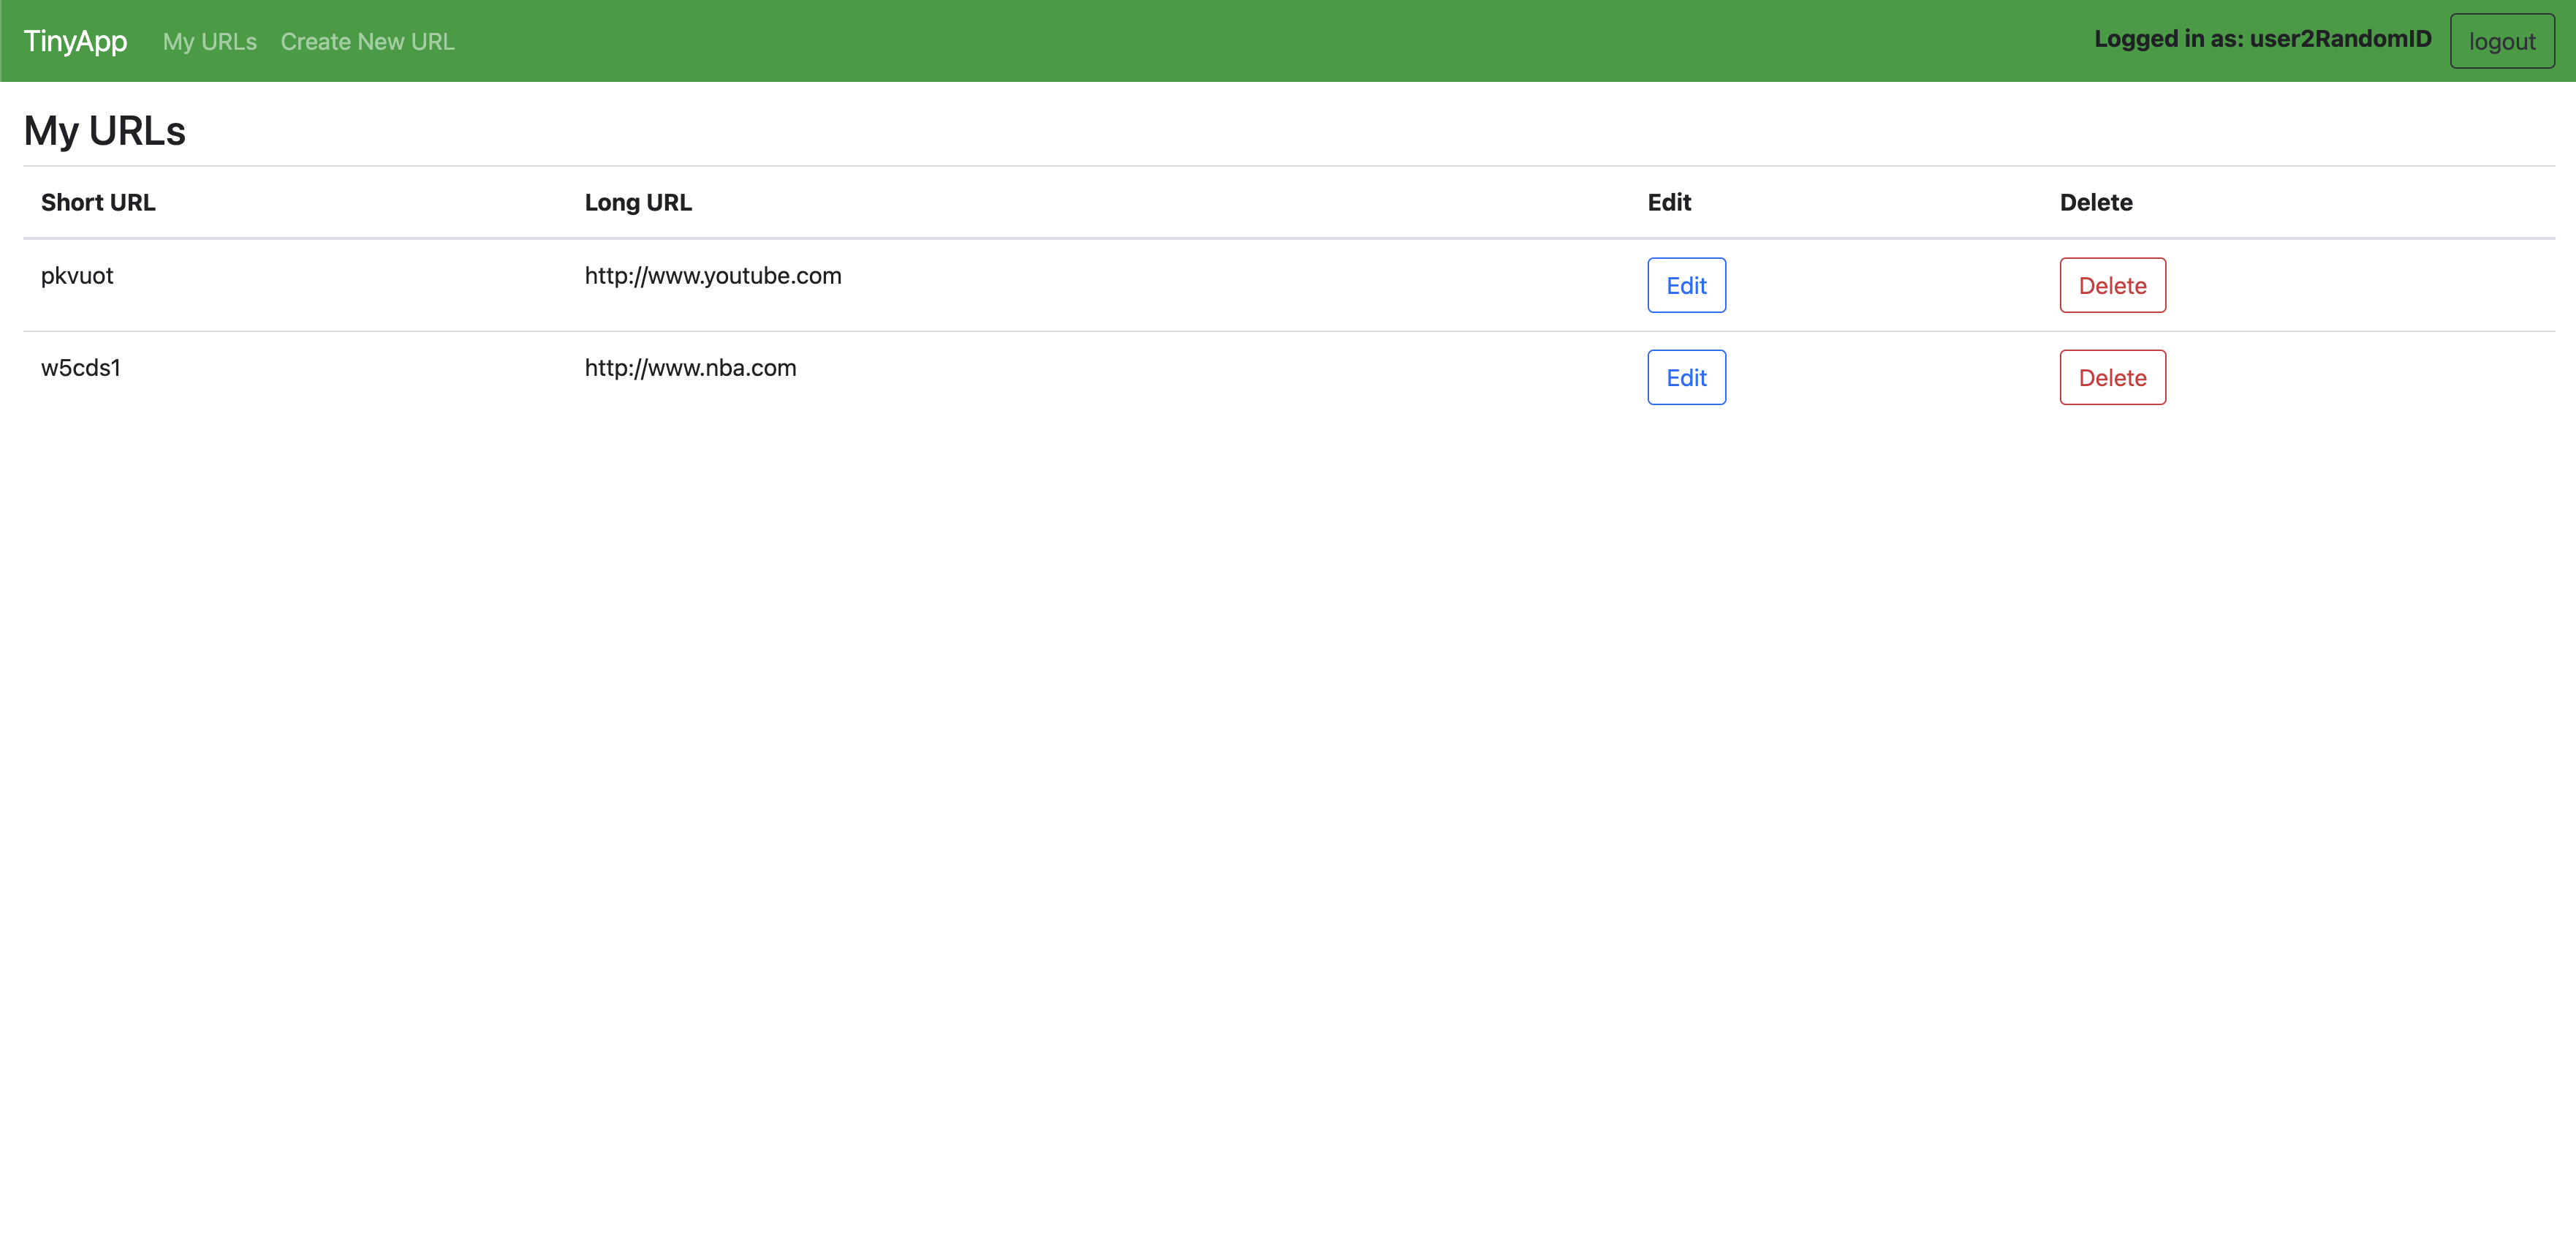 TinyApp My URLs Create New URL Logged in as: user2RandomID logout
My URLs
Short URL Long URL Edit Delete
pkvuot http://www.youtube.com Edit Delete
w5cds1 http://www.nba.com Edit Delete